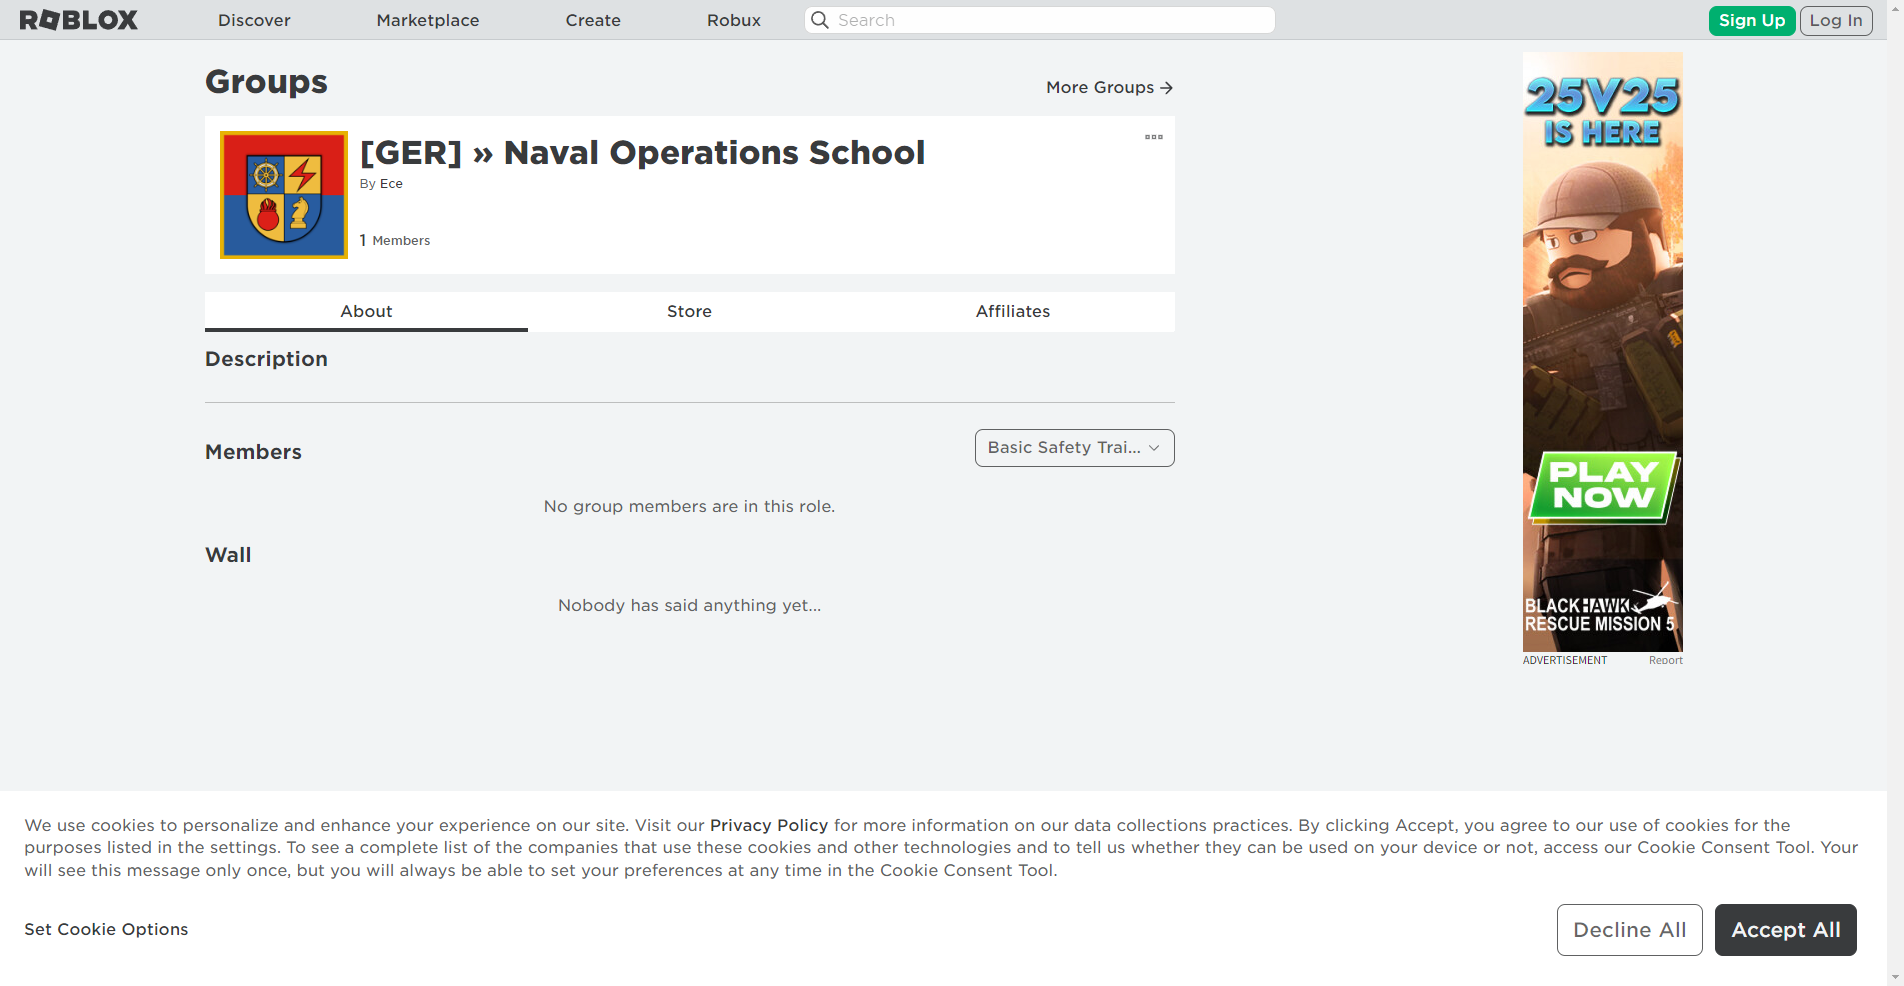 ROBLOX
Discover
Marketplace
Create
Robux
Search
Sign Up
Log In
Groups
More Groups
[GER] » Naval Operations School
By Ece
1 Members
About
Store
Affiliates
Description
Members
Basic Safety Trai...
No group members are in this role.
Wall
Nobody has said anything yet...
25V25
IS HERE
PLAY
NOW
BLACKHAWK
RESCUE MISSION 5
ADVERTISEMENT
Report
We use cookies to personalize and enhance your experience on our site. Visit our Privacy Policy for more information on our data collections practices. By clicking Accept, you agree to our use of cookies for the
purposes listed in the settings. To see a complete list of the companies that use these cookies and other technologies and to tell us whether they can be used on your device or not, access our Cookie Consent Tool. Your
will see this message only once, but you will always be able to set your preferences at any time in the Cookie Consent Tool.
Set Cookie Options
Decline All
Accept All